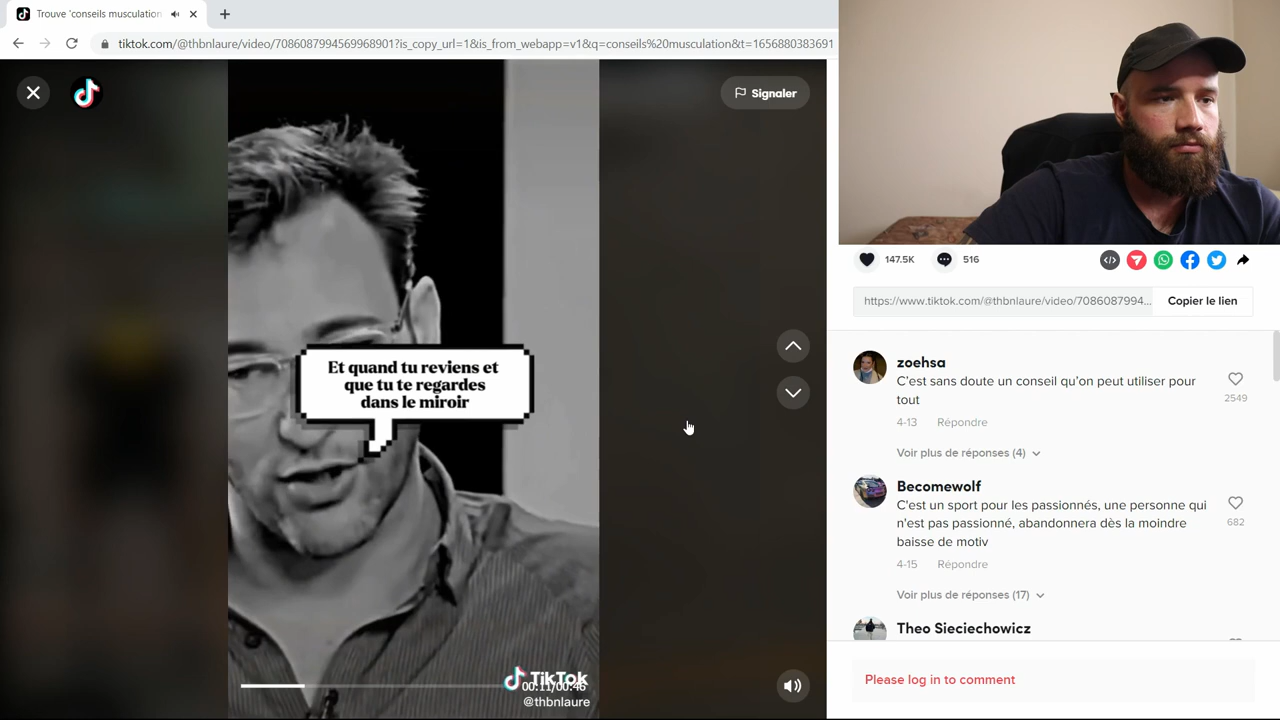 Trouve 'conseils musculation
tiktok.com/@thbnlaure/video/7086087994569968901?is_copy_url=1&is_from_webapp=v1&q=conseils%20musculation&t=1656880383691
Signaler
Et quand tu reviens et
que tu te regardes
dans le miroir
TikTok
00:11/00:46
@thbnlaure
147.5K
516
https://www.tiktok.com/@thbnlaure/video/7086087994...
Copier le lien
zoehsa
C'est sans doute un conseil qu'on peut utiliser pour
tout
2549
4-13 Répondre
Voir plus de réponses (4)
Becomewolf
C'est un sport pour les passionnés, une personne qui
n'est pas passionné, abandonnera dès la moindre
baisse de motiv
682
4-15 Répondre
Voir plus de réponses (17)
Theo Sieciechowicz
Please log in to comment